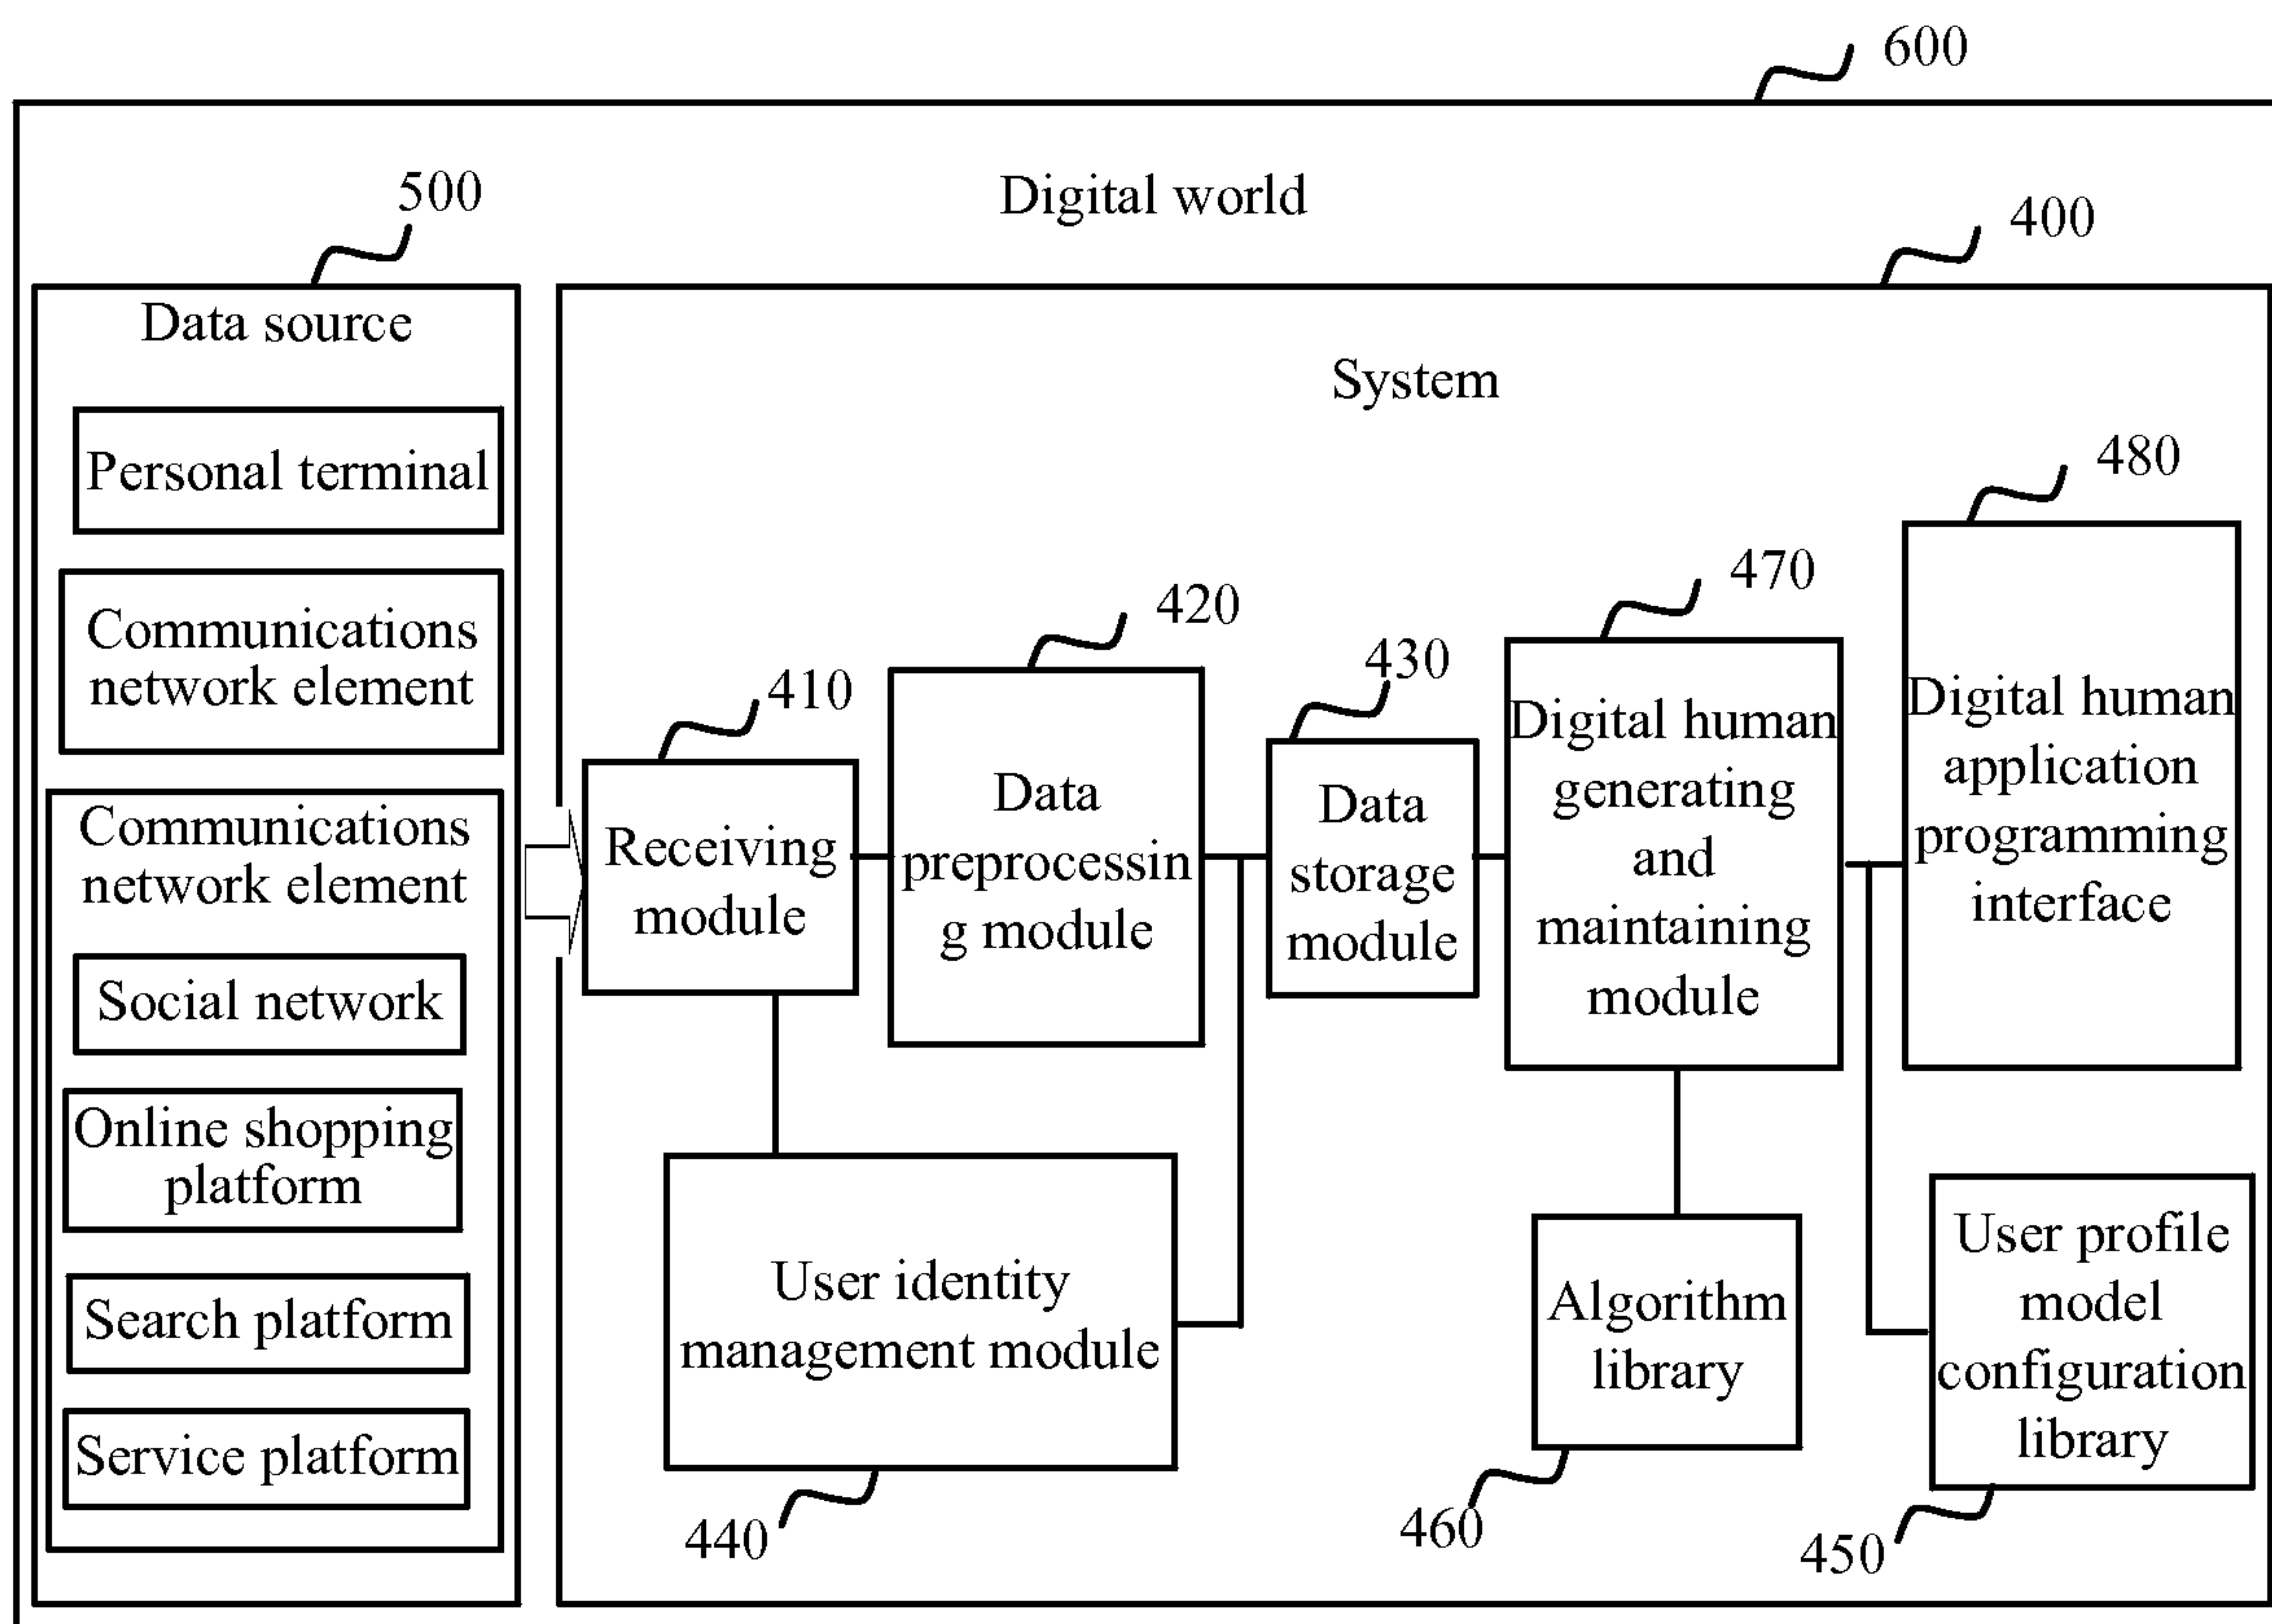 600
Digital world
500
400
Data source
Personal terminal
Communications
network element
Communications
network element
Social network
Online shopping
platform
Search platform
Service platform
System
410
Receiving
module
420
Data
preprocessin
g module
430
Data
storage
module
470
Digital human
generating
and
maintaining
module
480
Digital human
application
programming
interface
User identity
management module
440
Algorithm
library
460
User profile
model
configuration
library
450